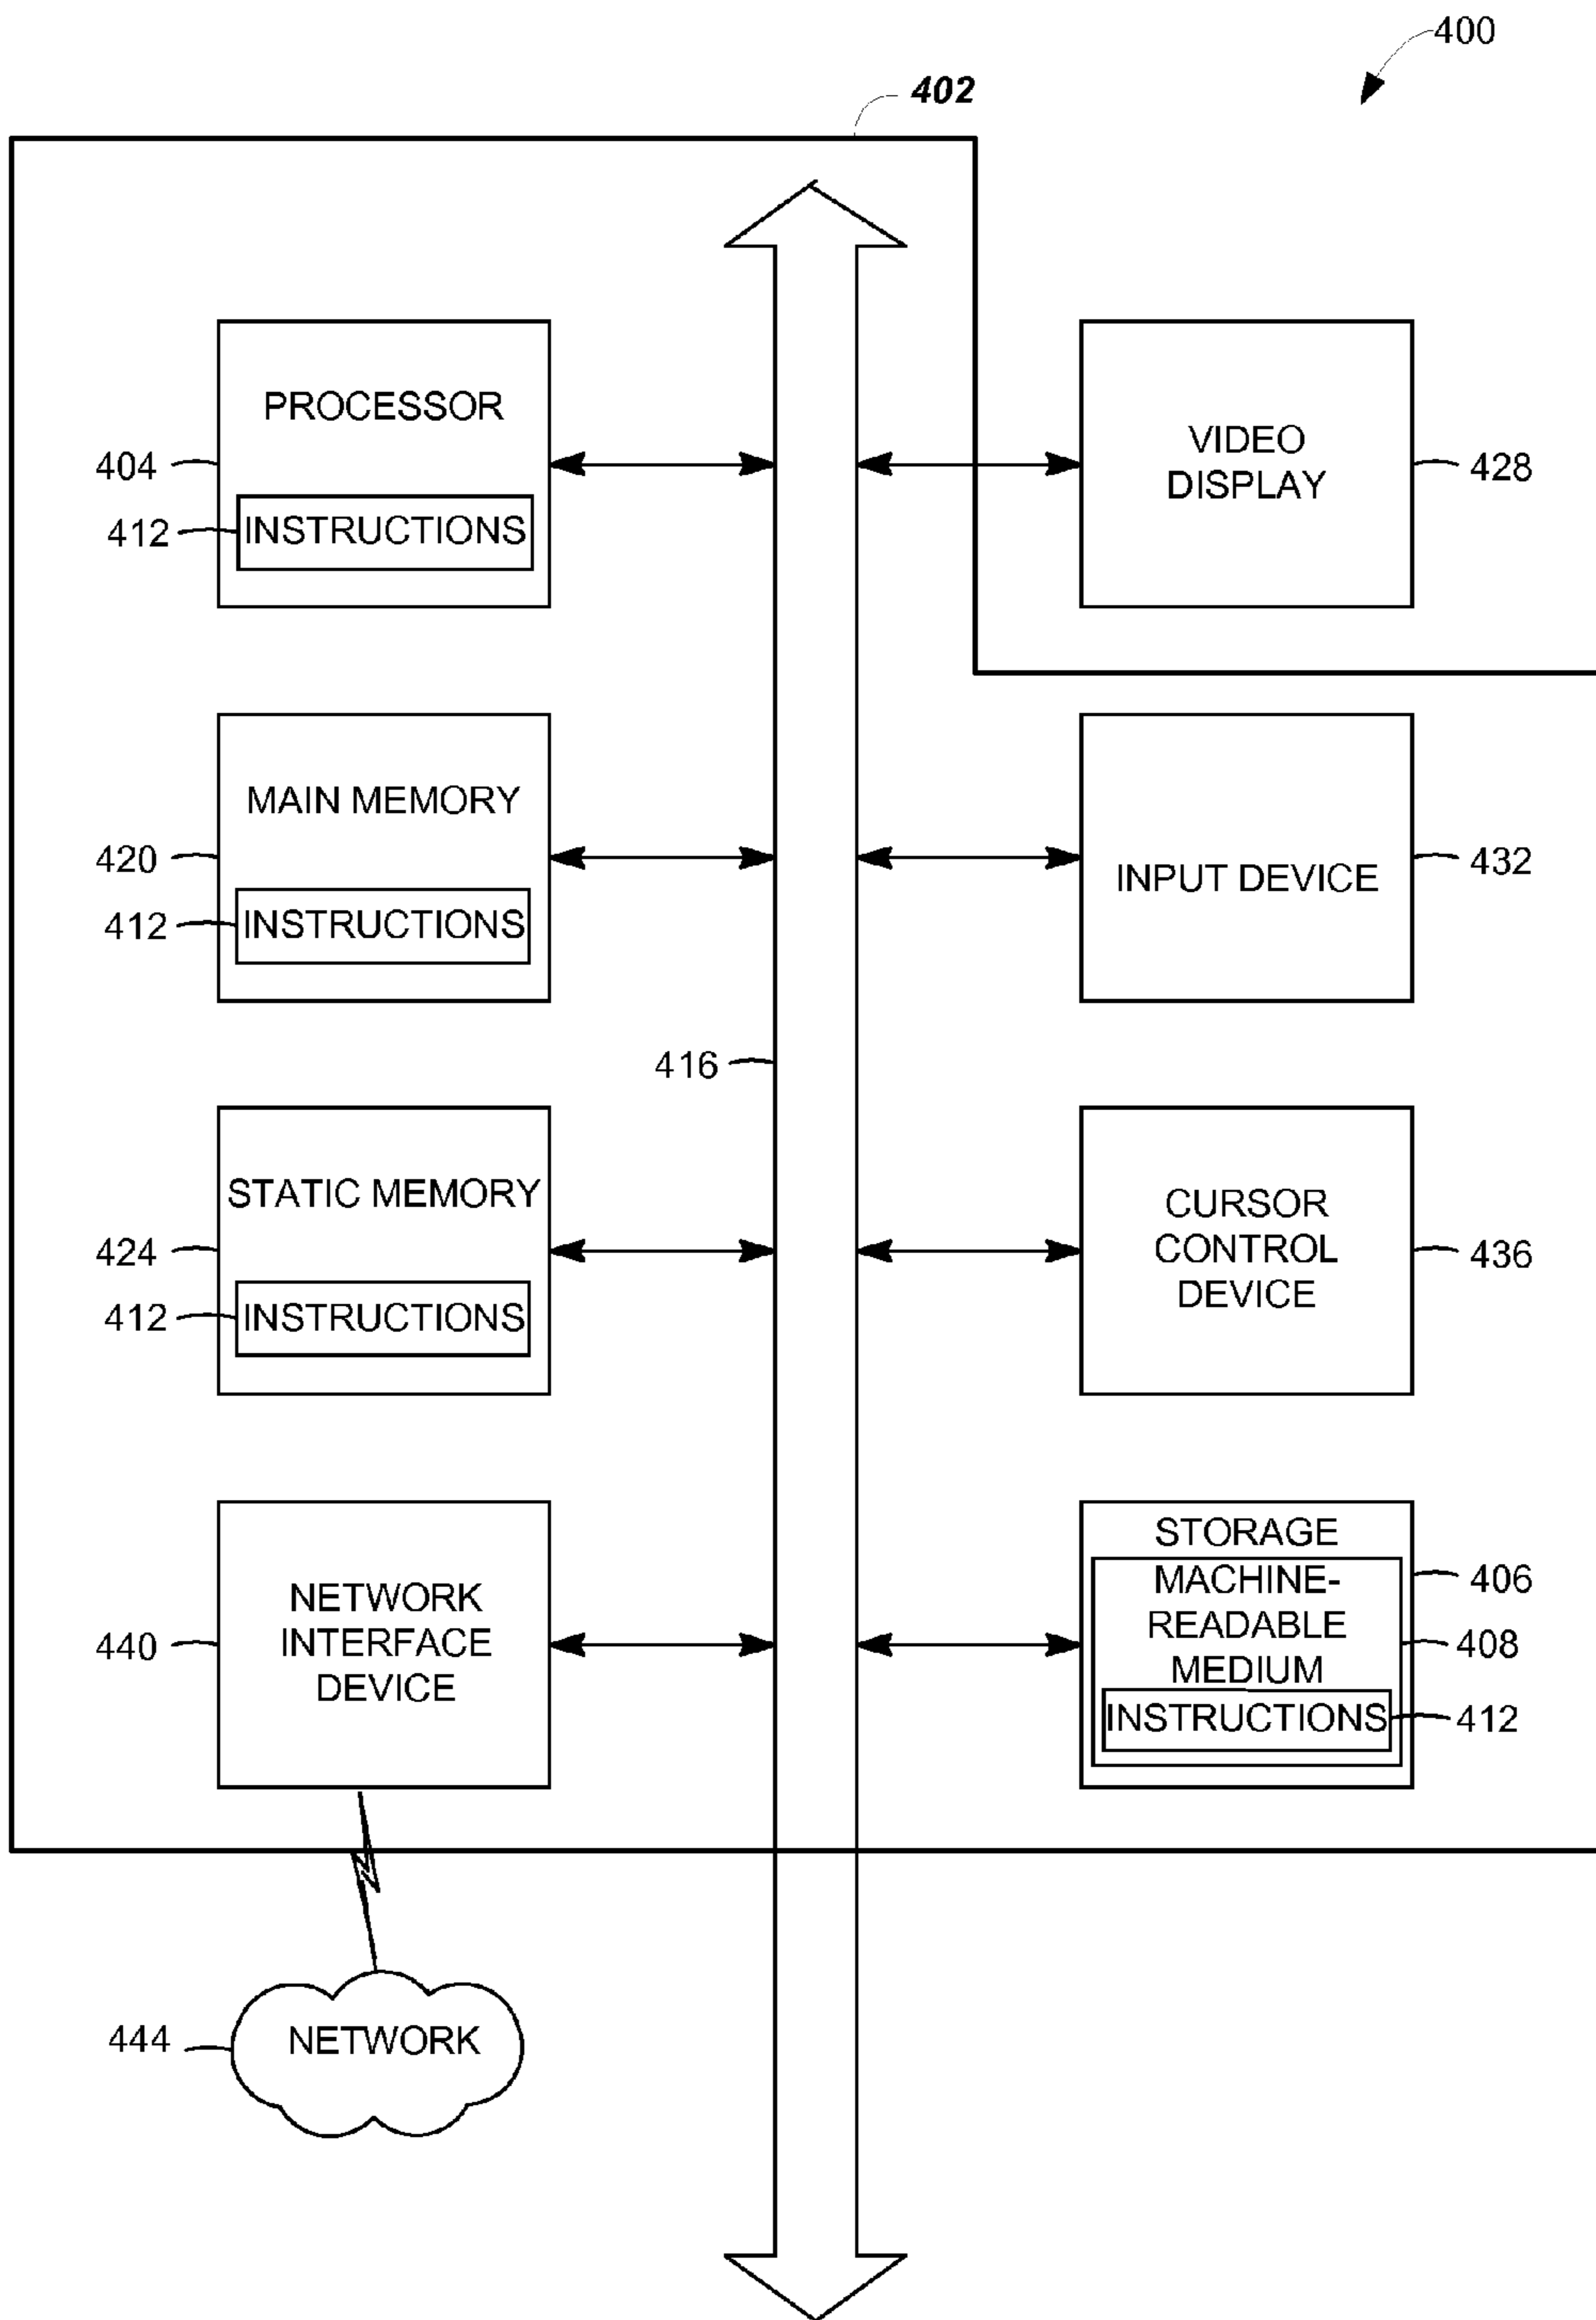 400
402
PROCESSOR
404
412
INSTRUCTIONS
VIDEO
DISPLAY
428
MAIN MEMORY
420
412
INSTRUCTIONS
INPUT DEVICE
432
416
STATIC MEMORY
424
412
INSTRUCTIONS
CURSOR
CONTROL
DEVICE
436
NETWORK
INTERFACE
DEVICE
440
STORAGE
MACHINE-
READABLE
MEDIUM
INSTRUCTIONS
406
408
412
444
NETWORK